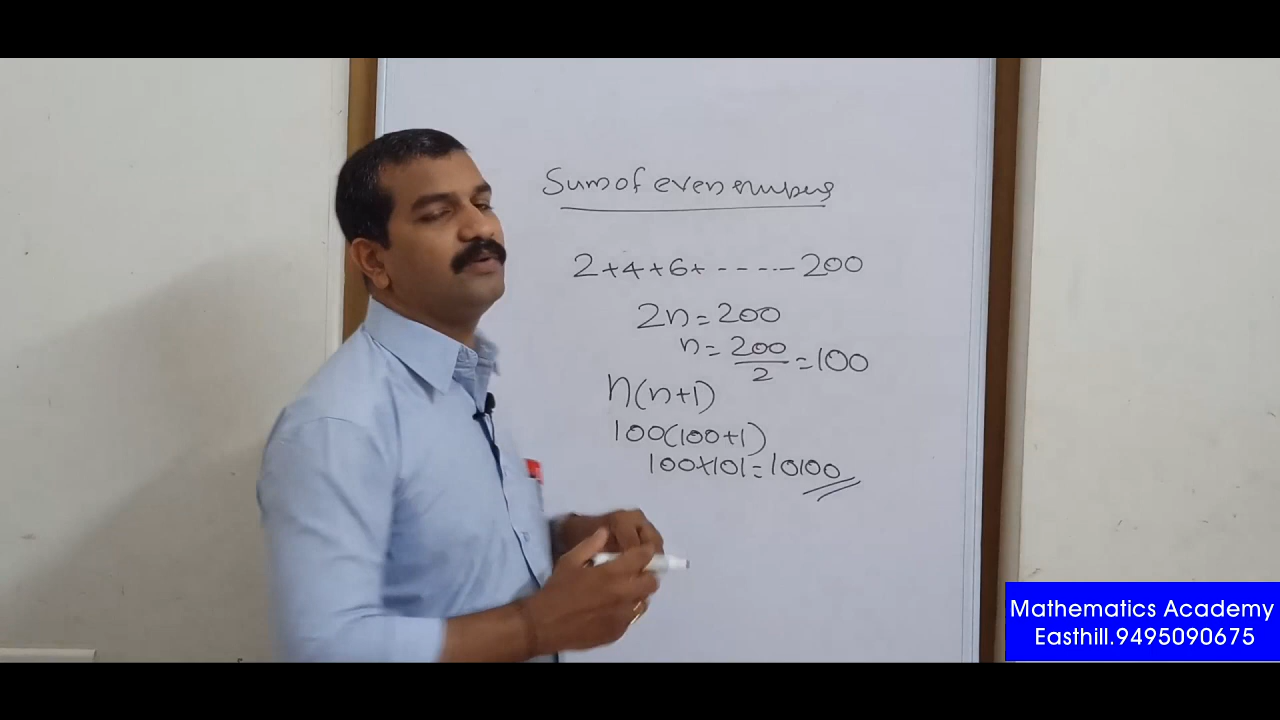 Sum of even numbers
2+4+6+-----200
2n=200
n=200/2=100
n(n+1)
100(100+1)
100×101=10100
Mathematics Academy
Easthill.9495090675